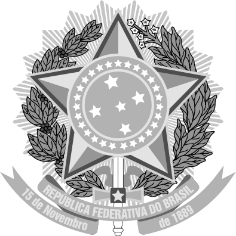 REPÚBLICA FEDERATIVA DO BRASIL
15 de Novembro
de 1889